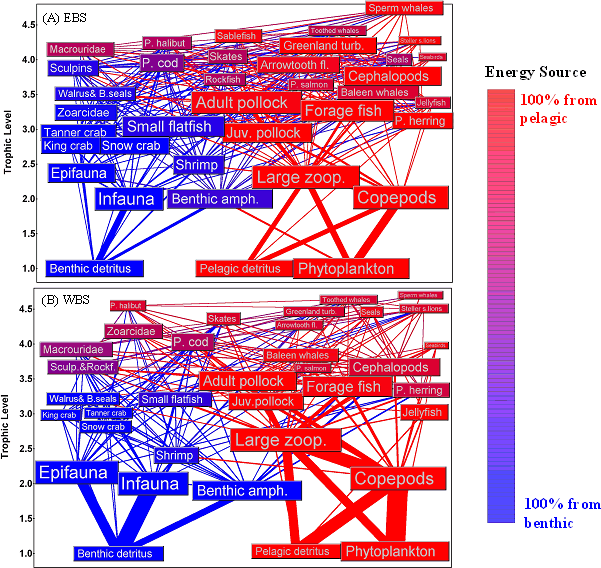 (A) EBS
Sperm whales
Toothed whales
Steller s.lions
Sablefish
P. halibut
Greenland turb.
Macrouridae
Skates
Seals
Seabirds
P. cod
Arrowtooth fl.
Sculpins
Cephalopods
Rockfish
P. salmon
Baleen whales
Walrus& B.seals
Adult pollock
Forage fish
Jellyfish
Zoarcidae
P. herring
Small flatfish
Juv. pollock
Tanner crab
King crab
Snow crab
Shrimp
Epifauna
Large zoop.
Infauna
Benthic amph.
Copepods
Benthic detritus
Pelagic detritus
Phytoplankton
Trophic Level
4.5
4.0
3.5
3.0
2.5
2.0
1.5
1.0
(B) WBS
Sperm whales
Toothed whales
P. halibut
Greenland turb.
Seals
Steller s.lions
Skates
Arrowtooth fl.
Zoarcidae
P. cod
Seabirds
Macrouridae
Baleen whales
Sculp.&Rockf.
P. salmon
Cephalopods
Adult pollock
Forage fish
P. herring
Walrus& B.seals
Small flatfish
Juv.pollock
King crab
Tanner crab
Jellyfish
Snow crab
Large zoop.
Shrimp
Epifauna
Infauna
Benthic amph.
Copepods
Benthic detritus
Pelagic detritus
Phytoplankton
Trophic Level
4.5
4.0
3.5
3.0
2.5
2.0
1.5
1.0
Energy Source
100% from
pelagic
100% from
benthic